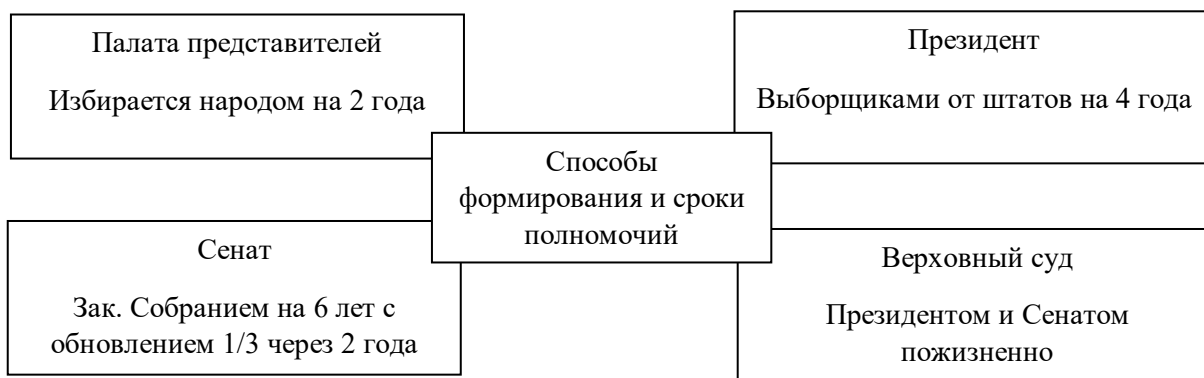 Палата представителей
Избирается народом на 2 года
Президент
Выборщиками от штатов на 4 года
Способы
формирования и сроки
полномочий
Сенат
Зак. Собранием на 6 лет с
обновлением 1/3 через 2 года
Верховный суд
Президентом и Сенатом
пожизненно